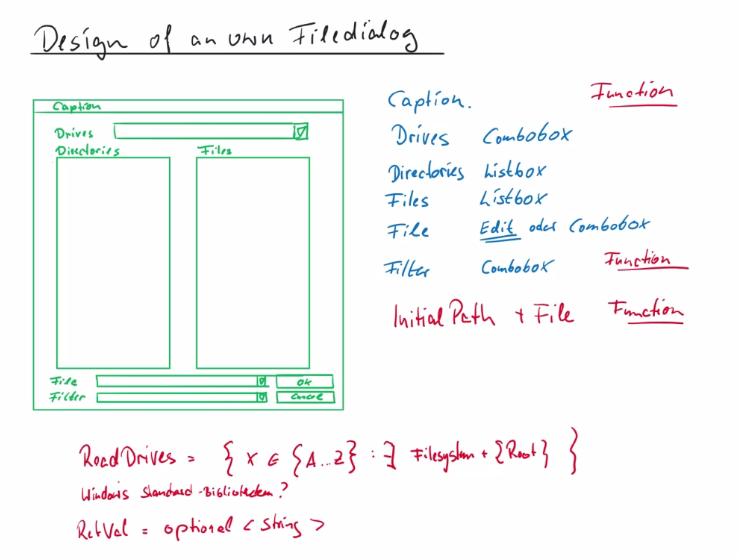 Design of an own Filedialog
Caption
Drives
Directories Files
File OK
Filter Cancel
Caption. Function
Drives Combobox
Directories Listbox
Files Listbox
File Edit oder Combobox
Filter Combobox Function
Initial Path + File Function
ReadDrives = { x ∈ {A...Z} : ∃ Filesystem + {Root} }
Windows Standard-Bibliotheken?
RetVal = optional < string >